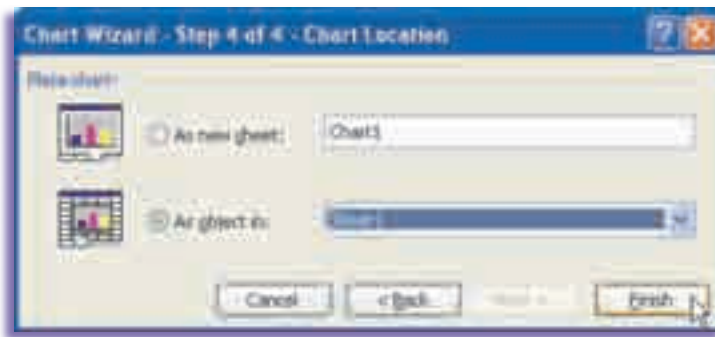 Chart Wizard - Step 4 of 4 - Chart Location
Place chart:
As new sheet: Chart1
As object in:
Cancel < Back Next > Finish